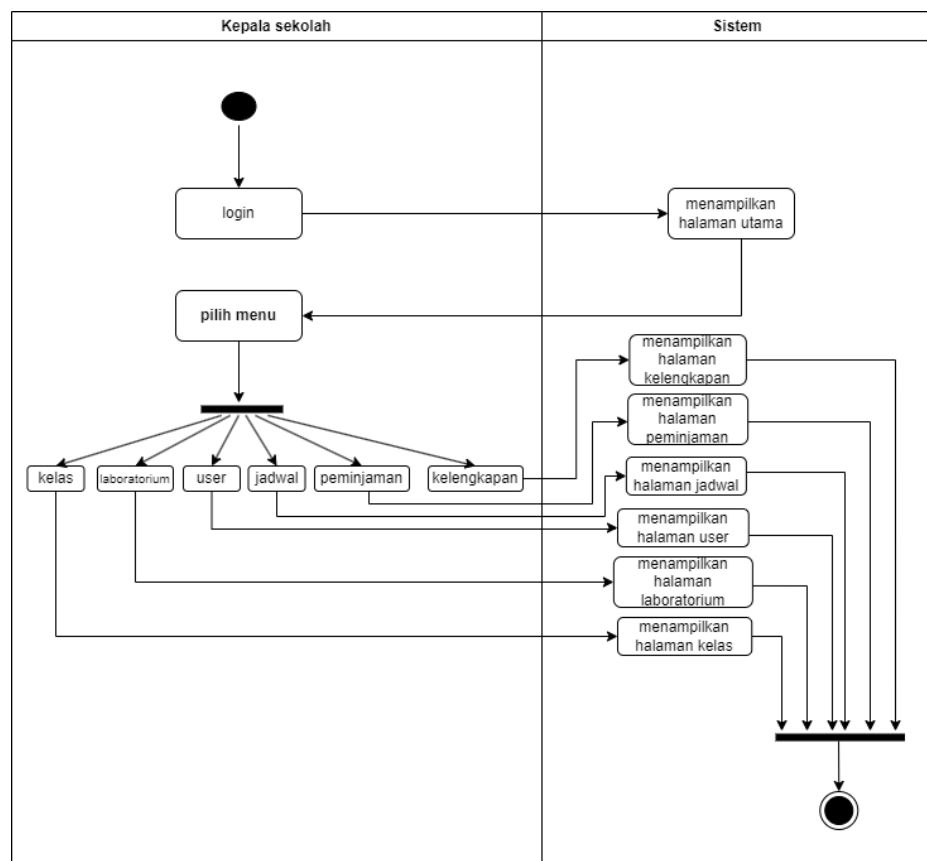 Kepala sekolah
Sistem
login
menampilkan
halaman utama
pilih menu
menampilkan
halaman
kelengkapan
menampilkan
halaman
peminjaman
kelas
laboratorium
user
jadwal
peminjaman
kelengkapan
menampilkan
halaman jadwal
menampilkan
halaman user
menampilkan
halaman
laboratorium
menampilkan
halaman kelas